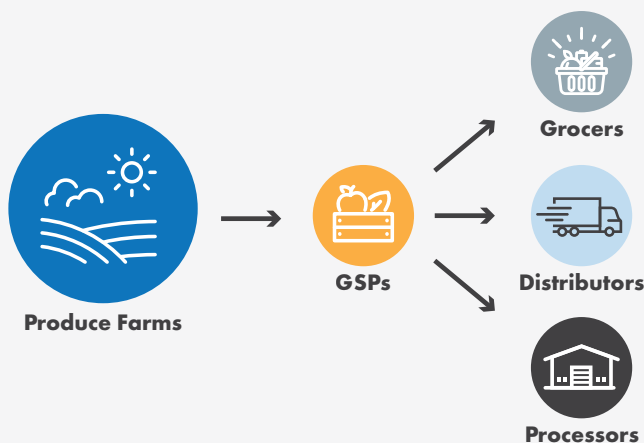 Grocers
Produce Farms
GSPs
Distributors
Processors